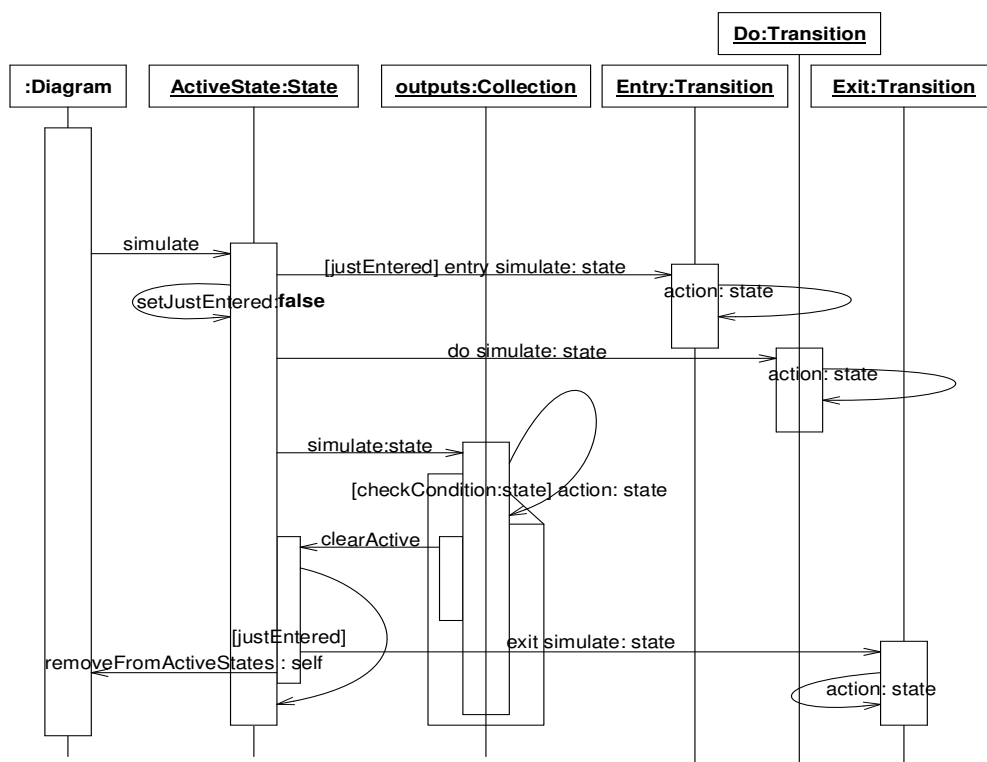 Do:Transition
:Diagram
ActiveState:State
outputs:Collection
Entry:Transition
Exit:Transition
simulate
[justEntered] entry simulate: state
setJustEntered:false
action: state
do simulate: state
action: state
simulate:state
[checkCondition:state] action: state
clearActive
[justEntered]
exit simulate: state
removeFromActiveStates : self
action: state